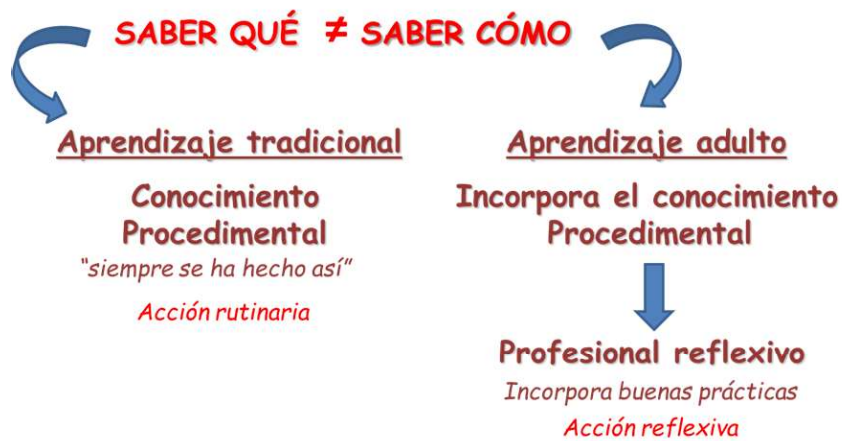 SABER QUÉ ≠ SABER CÓMO
Aprendizaje tradicional
Conocimiento
Procedimental
"siempre se ha hecho así"
Acción rutinaria
Aprendizaje adulto
Incorpora el conocimiento
Procedimental
Profesional reflexivo
Incorpora buenas prácticas
Acción reflexiva